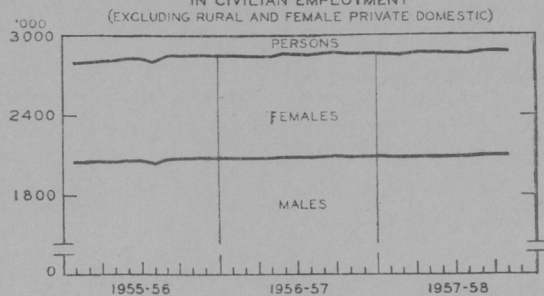 IN CIVILIAN EMPLOYMENT
(EXCLUDING RURAL AND FEMALE PRIVATE DOMESTIC)
'000
3000
PERSONS
2400
FEMALES
1800
MALES
0
1955-56 1956-57 1957-58